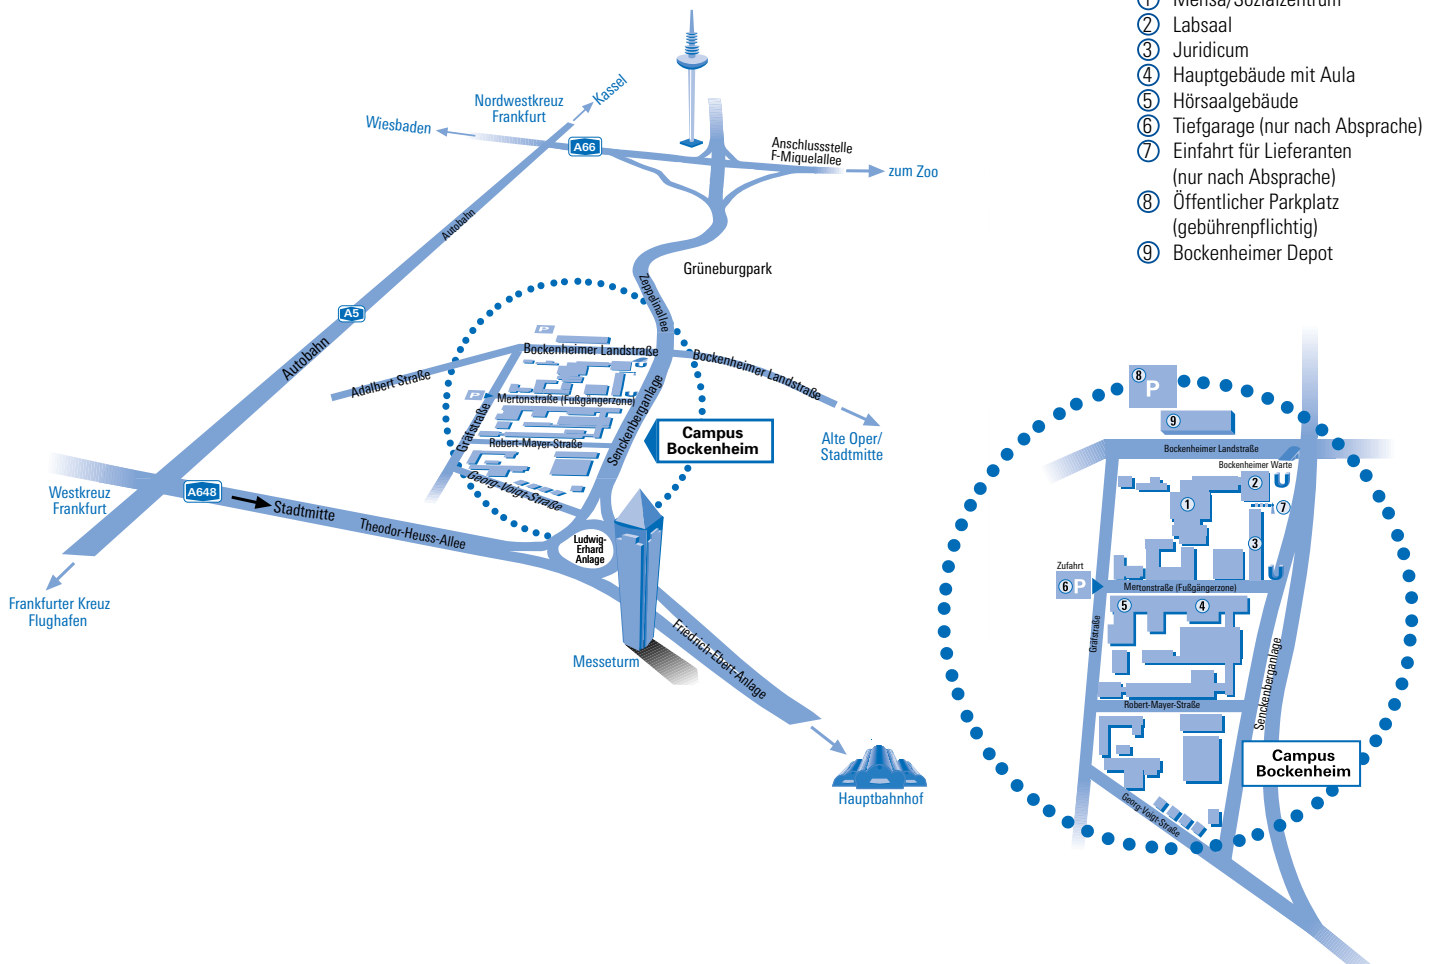 ① Mensa/Sozialzentrum
② Labsaal
③ Juridicum
④ Hauptgebäude mit Aula
⑤ Hörsaalgebäude
⑥ Tiefgarage (nur nach Absprache)
⑦ Einfahrt für Lieferanten
(nur nach Absprache)
⑧ Öffentlicher Parkplatz
(gebührenpflichtig)
⑨ Bockenheimer Depot
Nordwestkreuz
Frankfurt
Kassel
Wiesbaden
A66
Anschlussstelle
F-Miquelallee
zum Zoo
Autobahn
Grüneburgpark
Zeppelinallee
A5
Autobahn
P
Bockenheimer Landstraße
Bockenheimer Landstraße
Adalbert Straße
U
P
Mertonstraße (Fußgängerzone)
U
Gräfstraße
Senckenberganlage
Robert-Mayer-Straße
Campus
Bockenheim
Alte Oper/
Stadtmitte
Georg-Voigt-Straße
Westkreuz
Frankfurt
A648
Stadtmitte
Theodor-Heuss-Allee
Ludwig-
Erhard
Anlage
Frankfurter Kreuz
Flughafen
Messeturm
Friedrich-Ebert-Anlage
Hauptbahnhof
8
P
9
Bockenheimer Landstraße
Bockenheimer Warte
2
U
1
7
3
Zufahrt
6 P
U
Mertonstraße (Fußgängerzone)
5
4
Gräfstraße
Senckenberganlage
Robert-Mayer-Straße
Campus
Bockenheim
Georg-Voigt-Straße